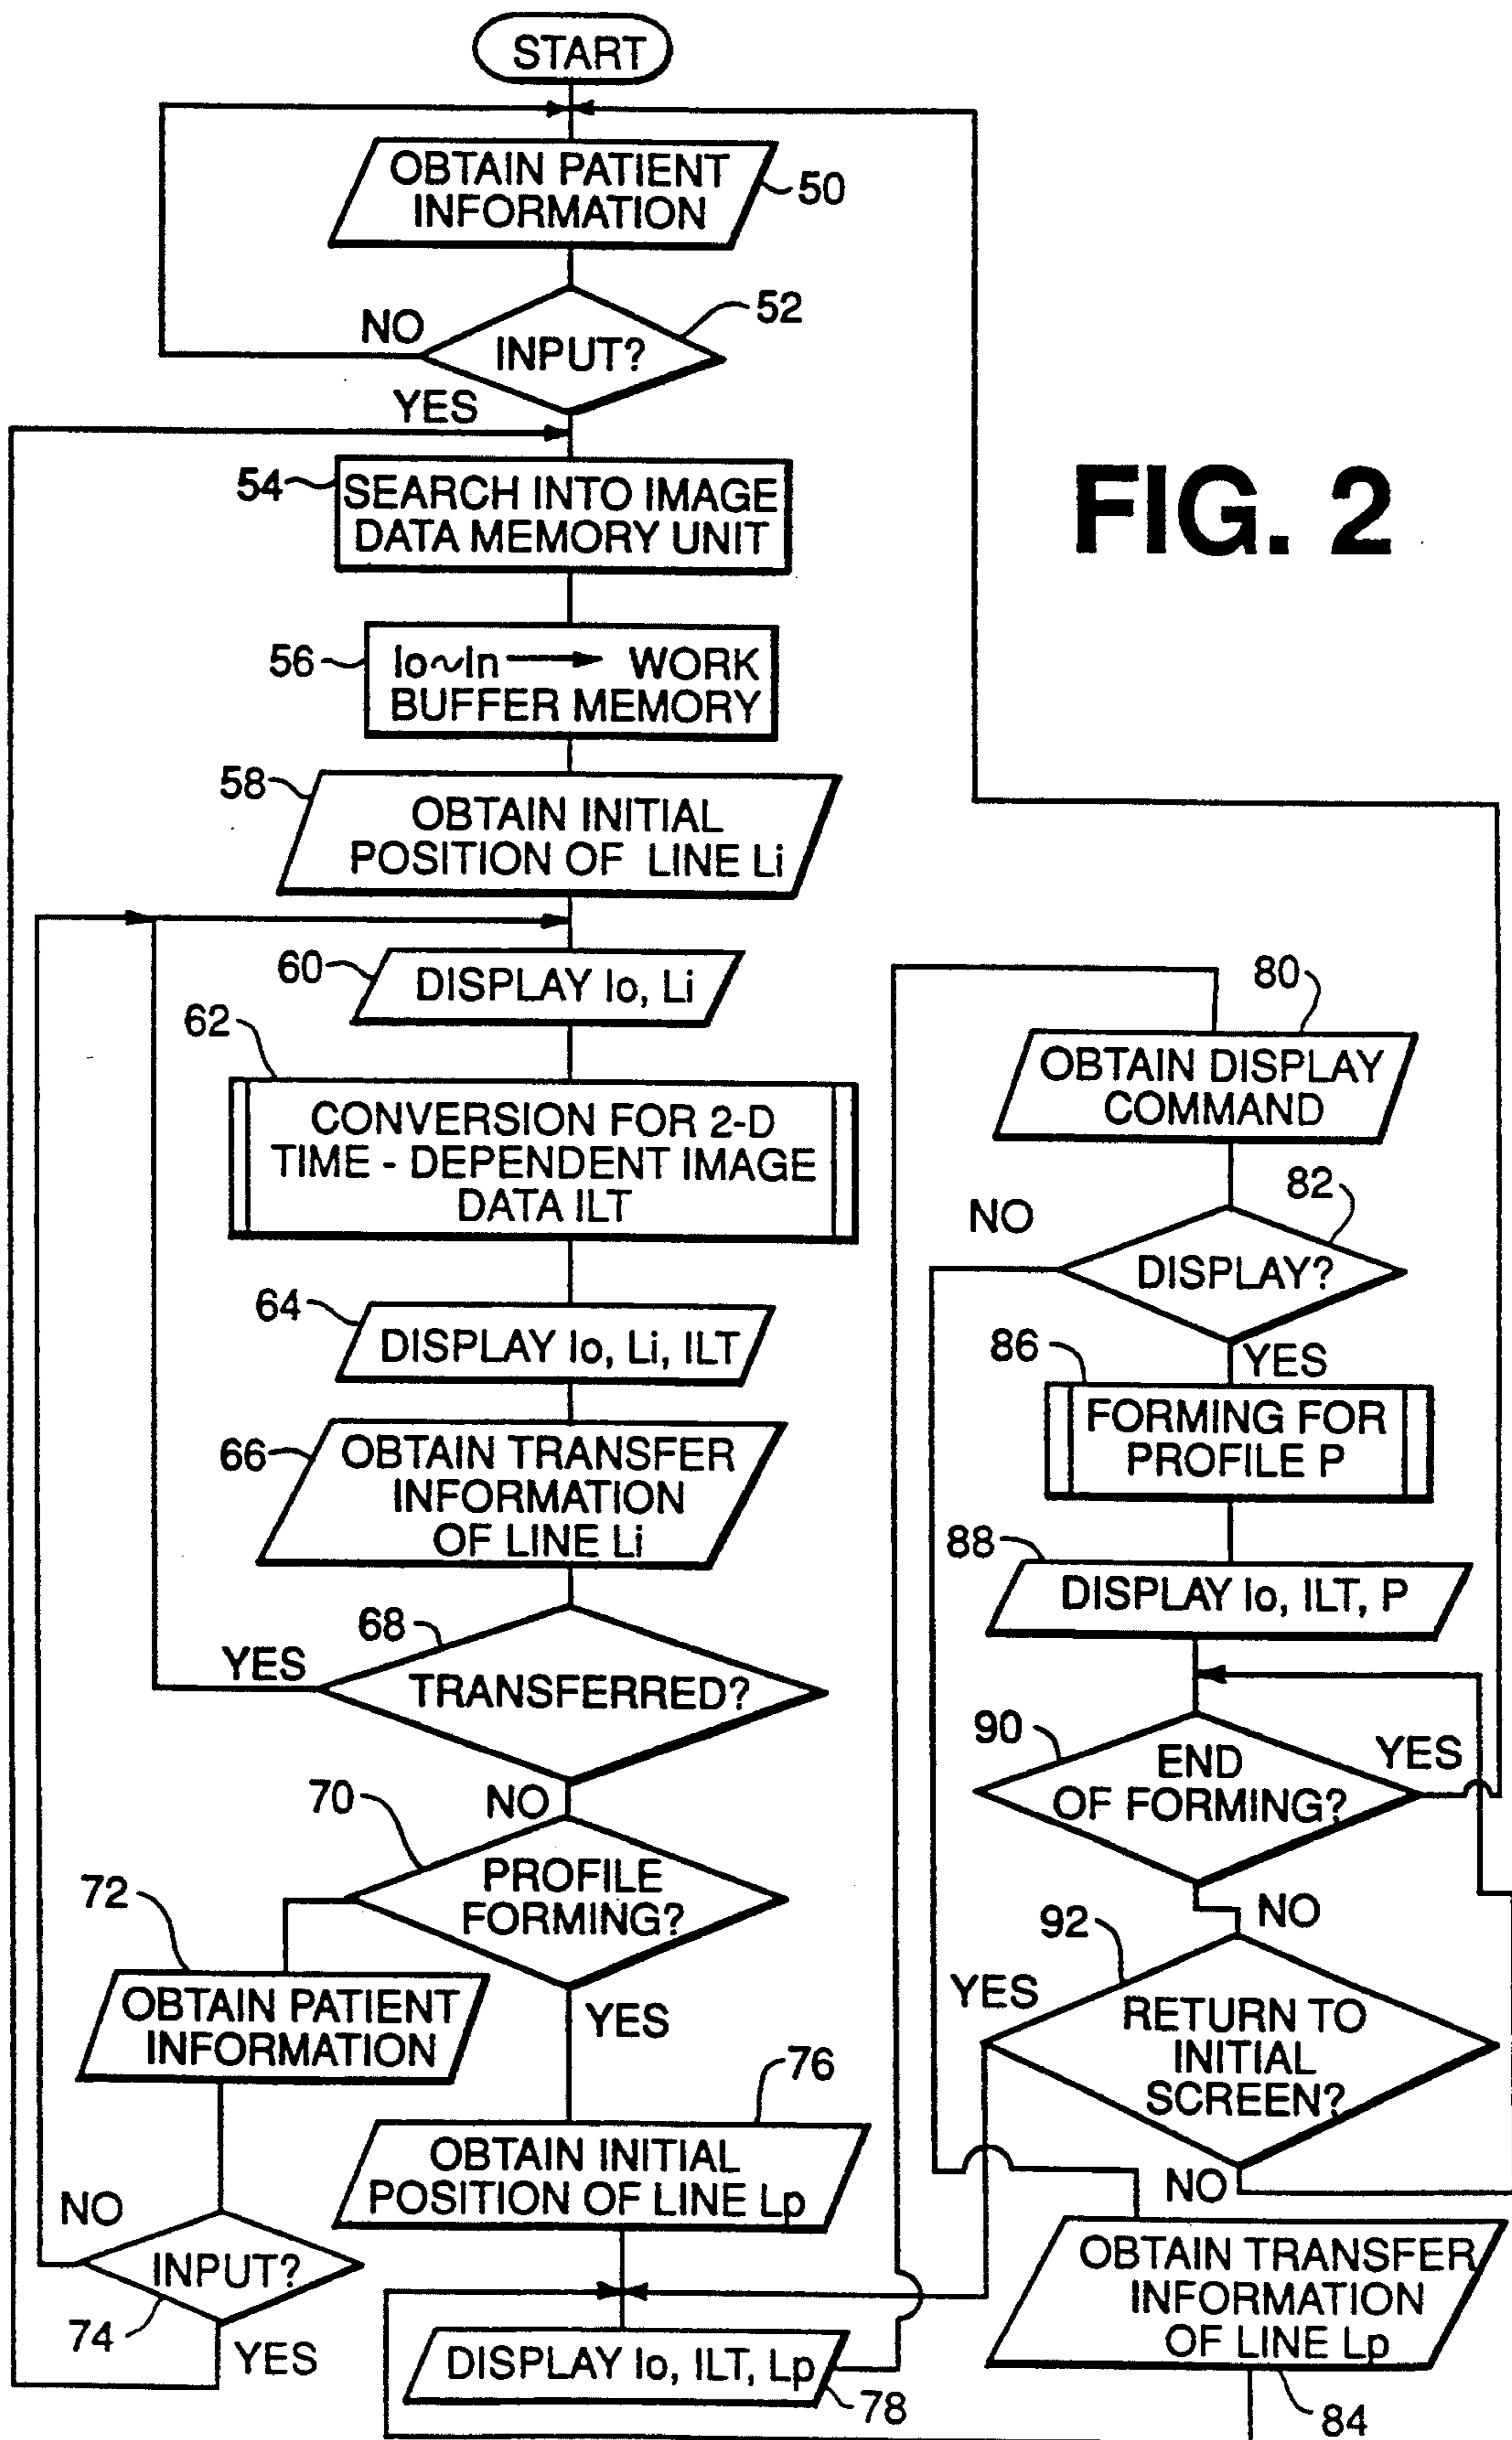 START
OBTAIN PATIENT
INFORMATION
50
52
NO
INPUT?
YES
54
SEARCH INTO IMAGE
DATA MEMORY UNIT
FIG. 2
56
Io~In → WORK
BUFFER MEMORY
58
OBTAIN INITIAL
POSITION OF LINE Li
60
DISPLAY Io, Li
62
CONVERSION FOR 2-D
TIME - DEPENDENT IMAGE
DATA ILT
64
DISPLAY Io, Li, ILT
66
OBTAIN TRANSFER
INFORMATION
OF LINE Li
68
YES
TRANSFERRED?
NO
70
PROFILE
FORMING?
72
YES
OBTAIN PATIENT
INFORMATION
NO
INPUT?
74
YES
76
OBTAIN INITIAL
POSITION OF LINE Lp
DISPLAY Io, ILT, Lp
78
80
OBTAIN DISPLAY
COMMAND
82
NO
DISPLAY?
YES
86
FORMING FOR
PROFILE P
88
DISPLAY Io, ILT, P
90
YES
END
OF FORMING?
NO
92
YES
RETURN TO
INITIAL
SCREEN?
NO
OBTAIN TRANSFER
INFORMATION
OF LINE Lp
84